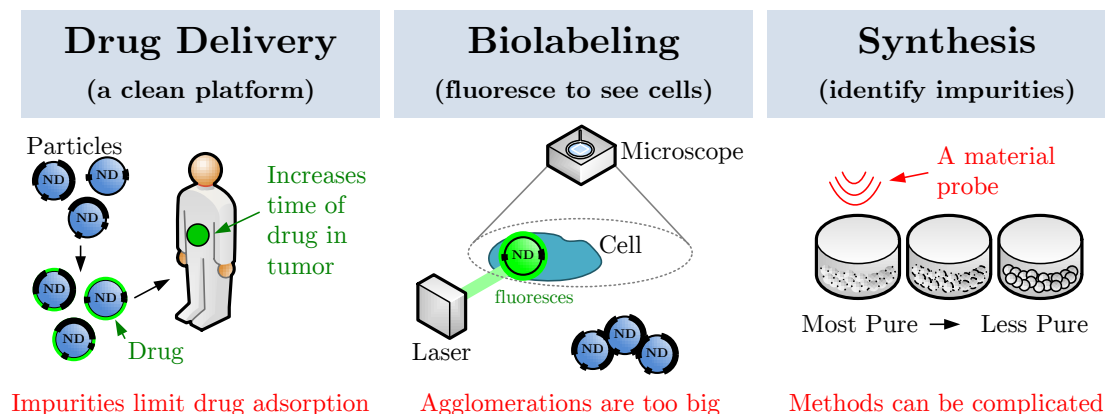 Drug Delivery
(a clean platform)
Particles
ND
ND
ND
Increases
time of
drug in
tumor
ND
ND
ND
Drug
Impurities limit drug adsorption
Biolabeling
(fluoresce to see cells)
Microscope
Cell
ND
fluoresces
Laser
ND
ND
ND
Agglomerations are too big
Synthesis
(identify impurities)
A material
probe
Most Pure
Less Pure
Methods can be complicated